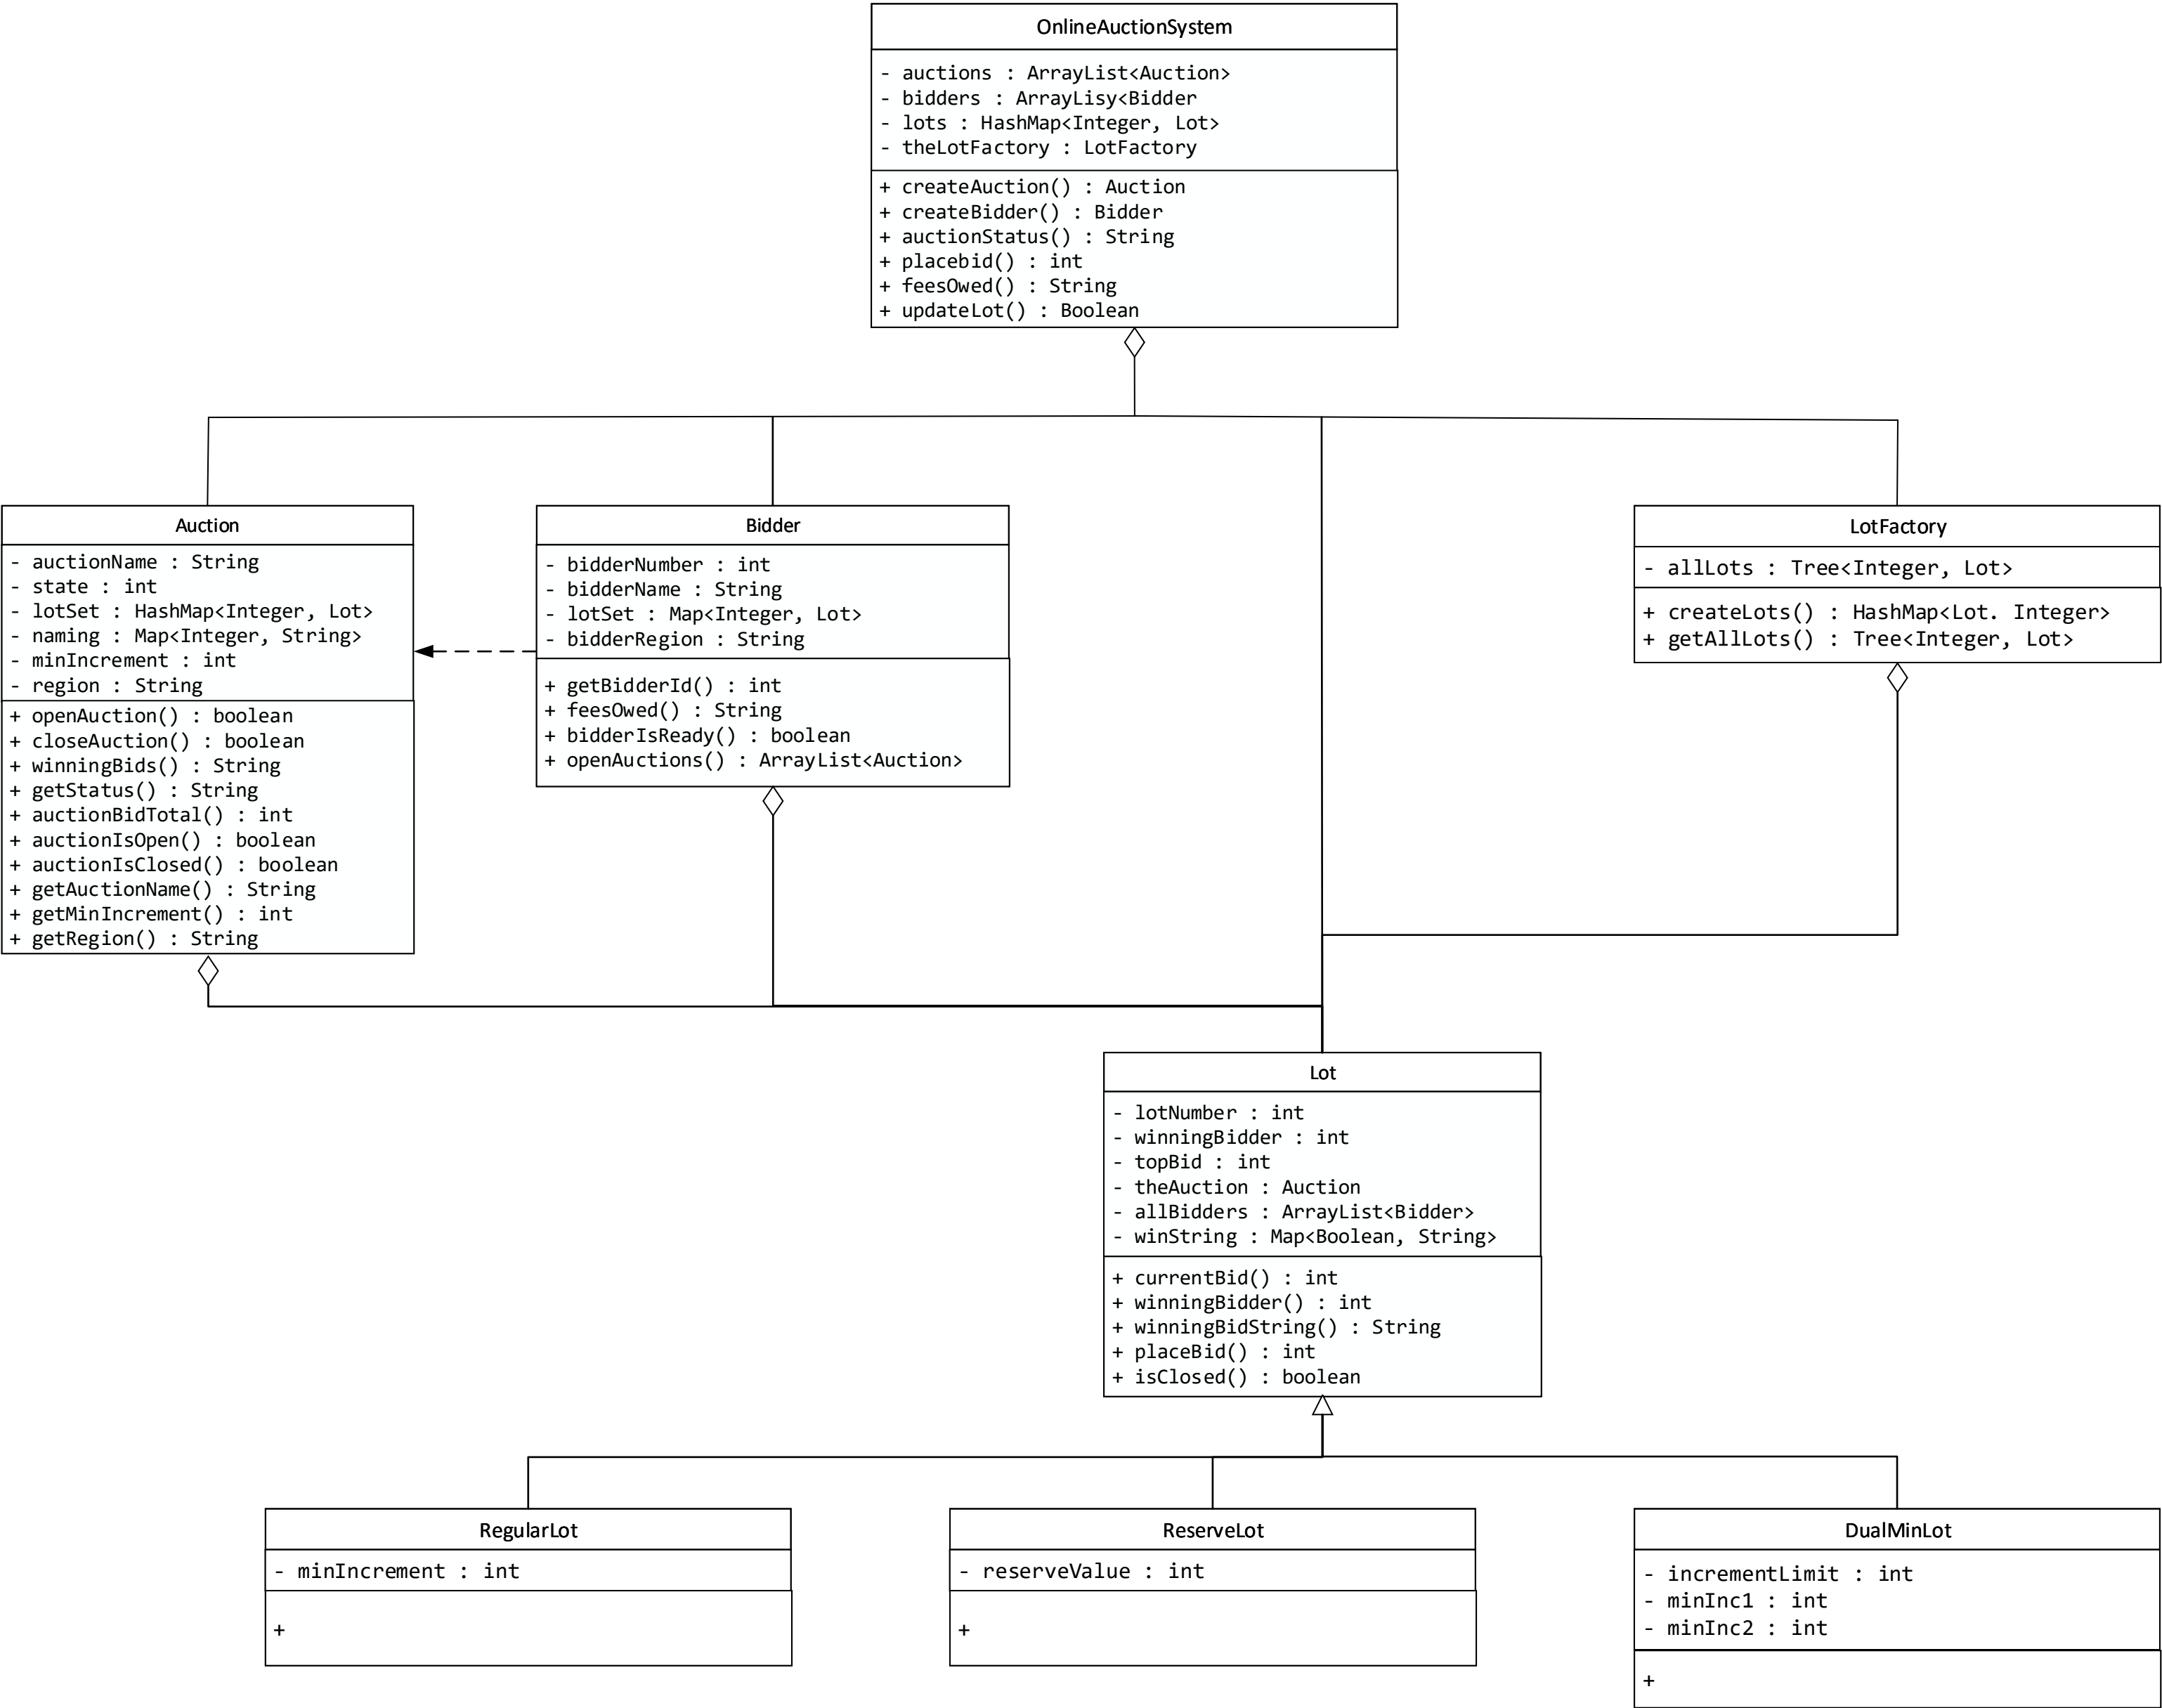 OnlineAuctionSystem
- auctions : ArrayList<Auction>
- bidders : ArrayLisy<Bidder
- lots : HashMap<Integer, Lot>
- theLotFactory : LotFactory
+ createAuction() : Auction
+ createBidder() : Bidder
+ auctionStatus() : String
+ placebid() : int
+ feesOwed() : String
+ updateLot() : Boolean
Auction
- auctionName : String
- state : int
- lotSet : HashMap<Integer, Lot>
- naming : Map<Integer, String>
- minIncrement : int
- region : String
+ openAuction() : boolean
+ closeAuction() : boolean
+ winningBids() : String
+ getStatus() : String
+ auctionBidTotal() : int
+ auctionIsOpen() : boolean
+ auctionIsClosed() : boolean
+ getAuctionName() : String
+ getMinIncrement() : int
+ getRegion() : String
Bidder
- bidderNumber : int
- bidderName : String
- lotSet : Map<Integer, Lot>
- bidderRegion : String
+ getBidderId() : int
+ feesOwed() : String
+ bidderIsReady() : boolean
+ openAuctions() : ArrayList<Auction>
LotFactory
- allLots : Tree<Integer, Lot>
+ createLots() : HashMap<Lot. Integer>
+ getAllLots() : Tree<Integer, Lot>
Lot
- lotNumber : int
- winningBidder : int
- topBid : int
- theAuction : Auction
- allBidders : ArrayList<Bidder>
- winString : Map<Boolean, String>
+ currentBid() : int
+ winningBidder() : int
+ winningBidString() : String
+ placeBid() : int
+ isClosed() : boolean
RegularLot
- minIncrement : int
+
ReserveLot
- reserveValue : int
+
DualMinLot
- incrementLimit : int
- minInc1 : int
- minInc2 : int
+